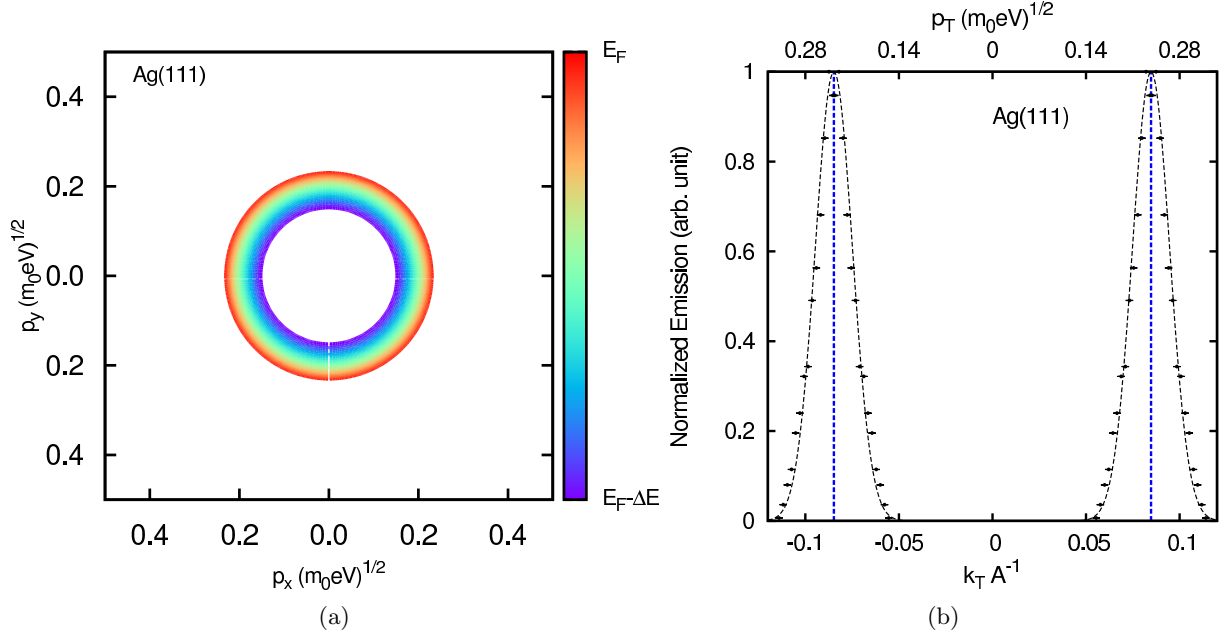 Ag(111)
0.4
0.2
0.0
0.2
0.4
p_y (m_0eV)^{1/2}
0.4 0.2 0.0 0.2 0.4
p_x (m_0eV)^{1/2}
E_F
E_F-ΔE
(a)
p_T (m_0eV)^{1/2}
0.28 0.14 0 0.14 0.28
Ag(111)
1
0.8
0.6
0.4
0.2
0
Normalized Emission (arb. unit)
-0.1 -0.05 0 0.05 0.1
k_T A^{-1}
(b)